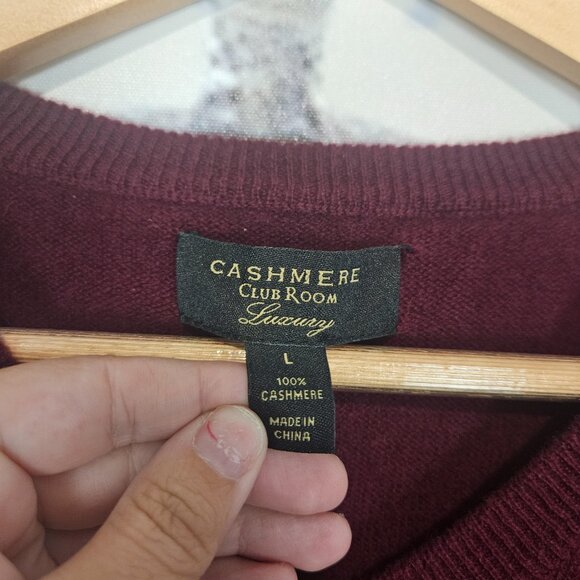 CASHMERE
CLUB ROOM
Luxury
L
100%
CASHMERE
MADE IN
CHINA